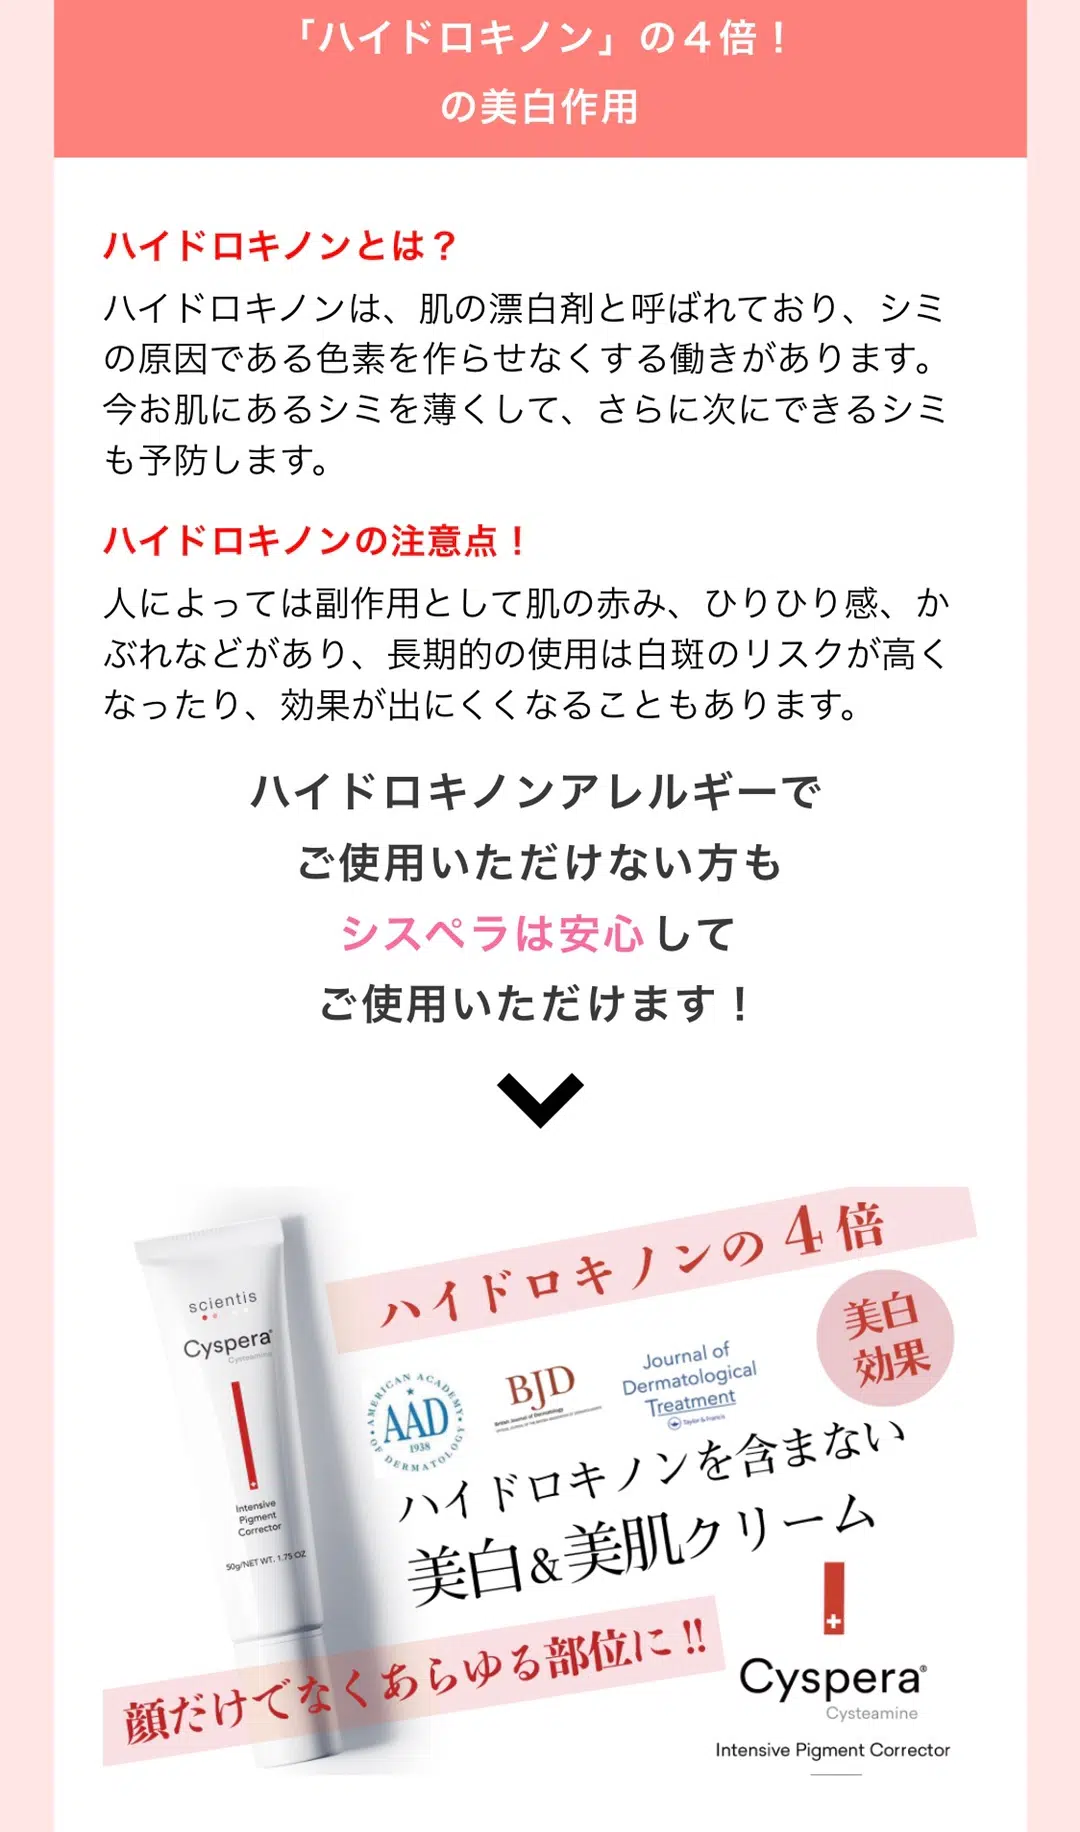 「ハイドロキノン」の４倍！
の美白作用
ハイドロキノンとは？
ハイドロキノンは、肌の漂白剤と呼ばれており、シミ
の原因である色素を作らせなくする働きがあります。
今お肌にあるシミを薄くして、さらに次にできるシミ
も予防します。
ハイドロキノンの注意点！
人によっては副作用として肌の赤み、ひりひり感、か
ぶれなどがあり、長期的の使用は白斑のリスクが高く
なったり、効果が出にくくなることもあります。
ハイドロキノンアレルギーで
ご使用いただけない方も
シスペラは安心して
ご使用いただけます！
ハイドロキノンの４倍
美白
効果
scientis
Cyspera®
Cysteamine
Intensive
Pigment
Corrector
50g/NET WT. 1.75 OZ
AMERICAN ACADEMY
AAD
1938
OF DERMATOLOGY
BJD
British Journal of Dermatology
Journal of
Dermatological
Treatment
Taylor & Francis
ハイドロキノンを含まない
美白&美肌クリーム
顔だけでなくあらゆる部位に!!
Cyspera®
Cysteamine
Intensive Pigment Corrector